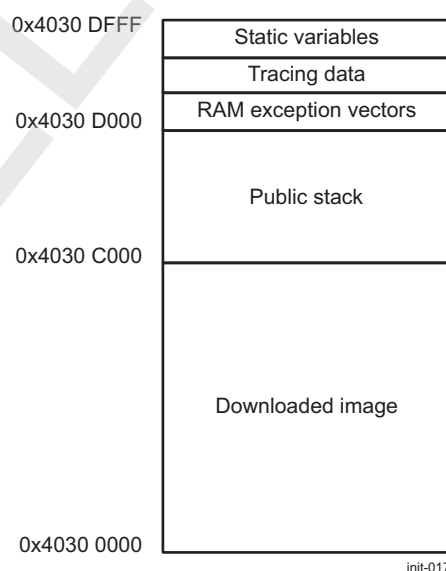 0x4030 DFFF
Static variables
Tracing data
RAM exception vectors
0x4030 D000
Public stack
0x4030 C000
Downloaded image
0x4030 0000
init-017